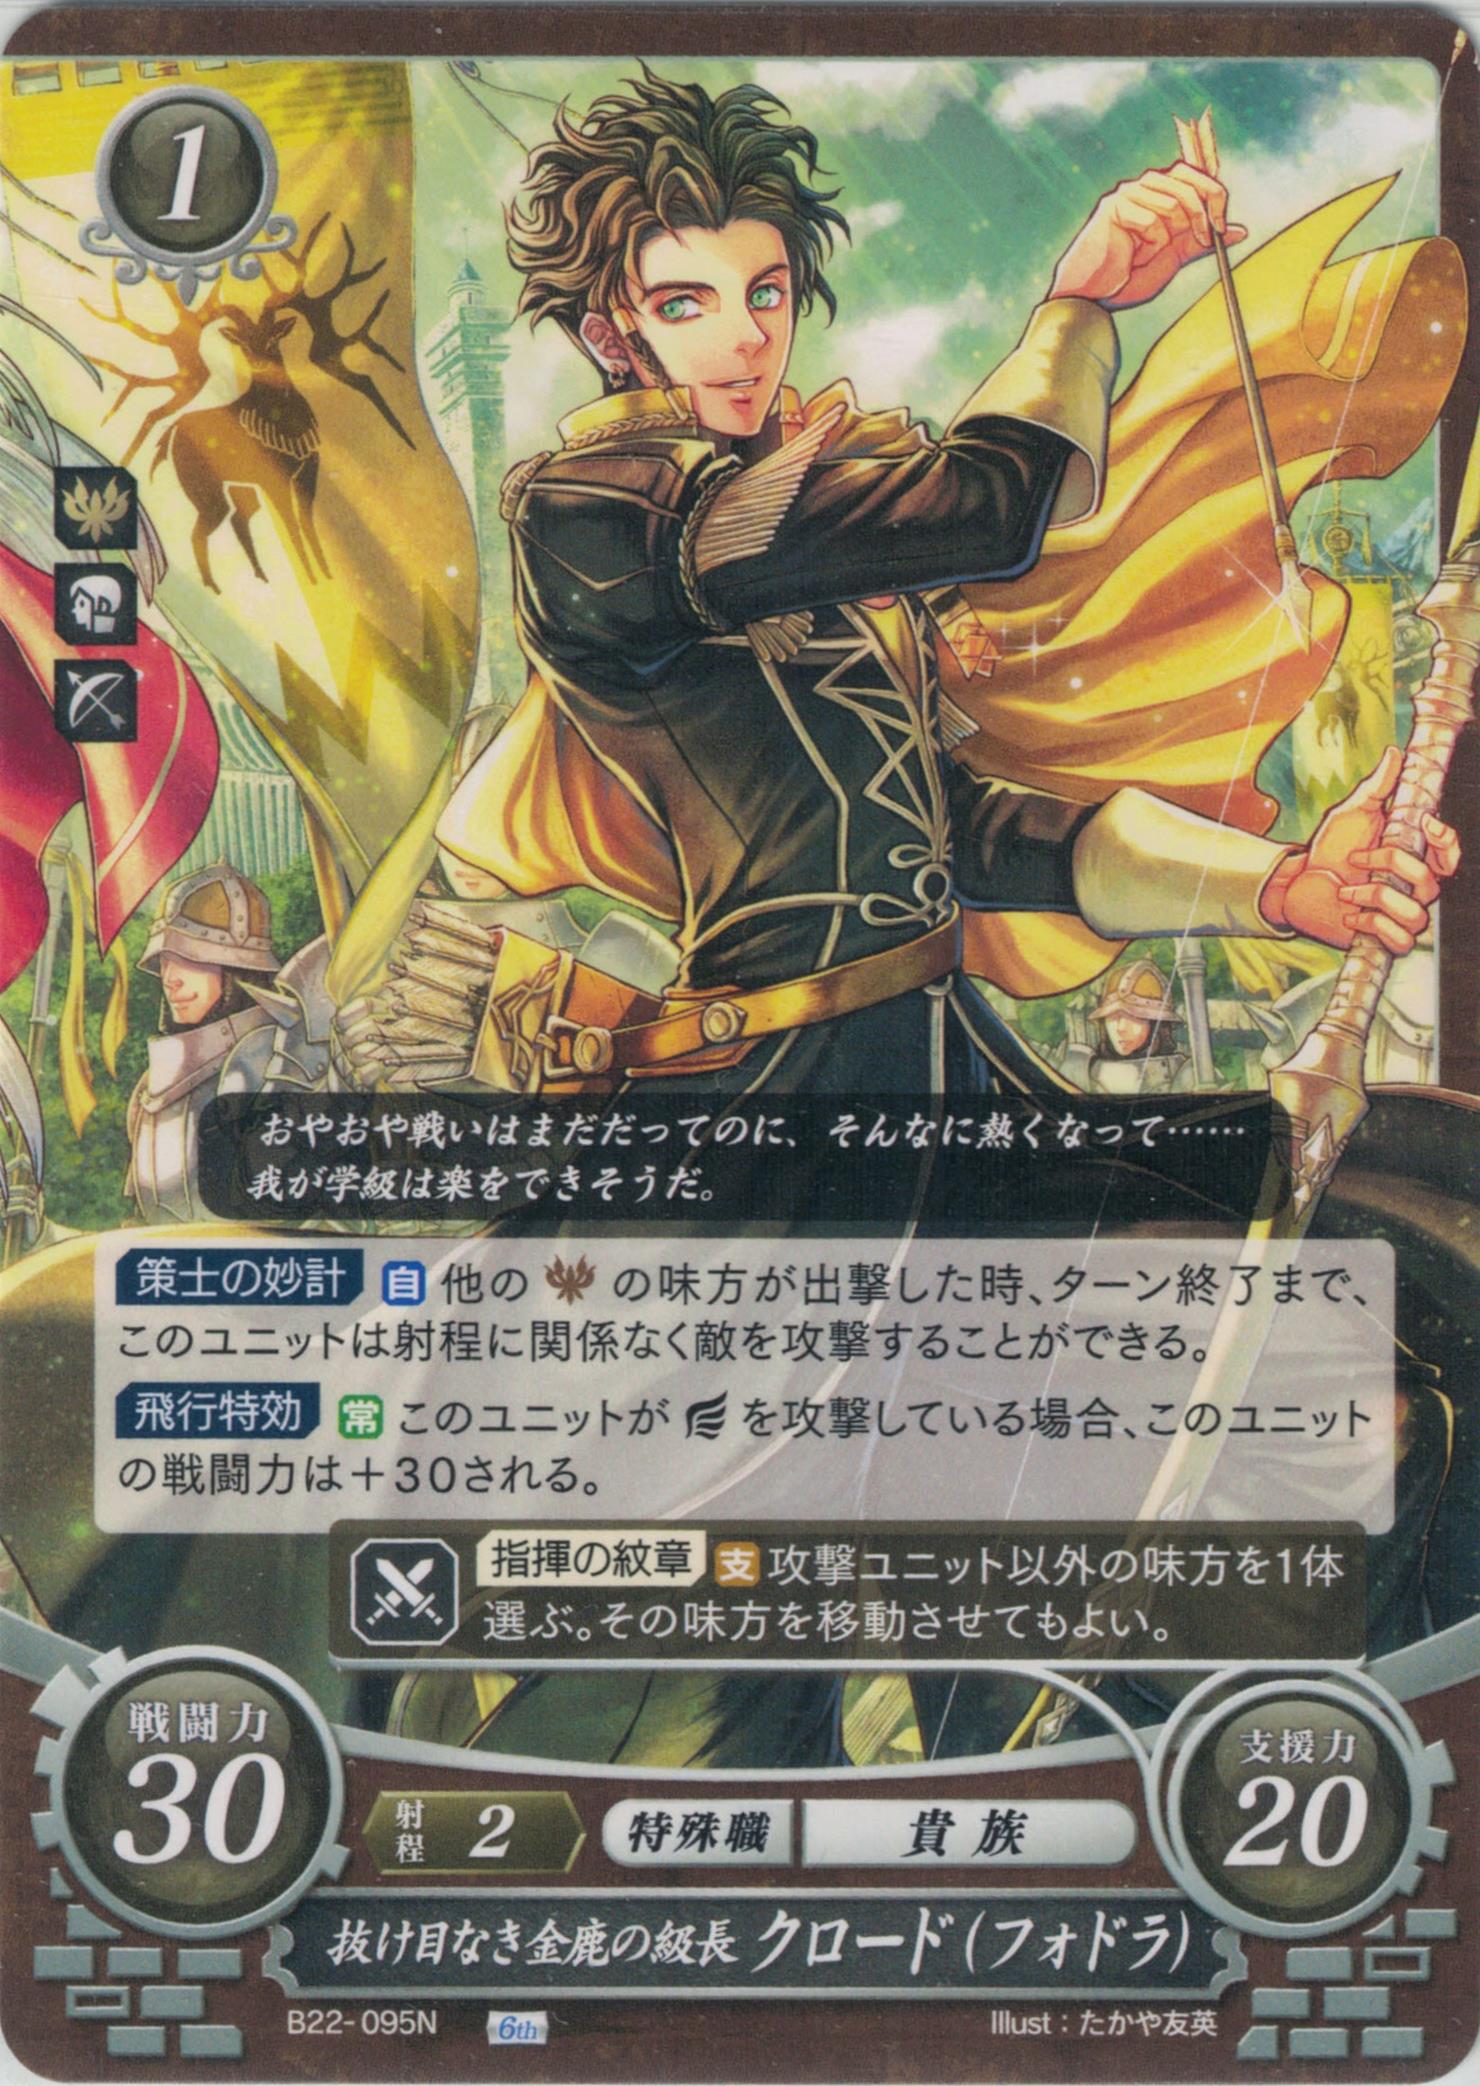 1
おやおや戦いはまだだってのに、そんなに熱くなって……
我が学級は楽をできそうだ。
策士の妙計 自 他の の味方が出撃した時、ターン終了まで、
このユニットは射程に関係なく敵を攻撃することができる。
飛行特効 常 このユニットが を攻撃している場合、このユニット
の戦闘力は＋30される。
指揮の紋章 支 攻撃ユニット以外の味方を1体
選ぶ。その味方を移動させてもよい。
戦闘力
30
射程 2
特殊職 貴族
支援力
20
抜け目なき金鹿の級長 クロード(フォドラ)
B22-095N 6th Illust：たかや友英